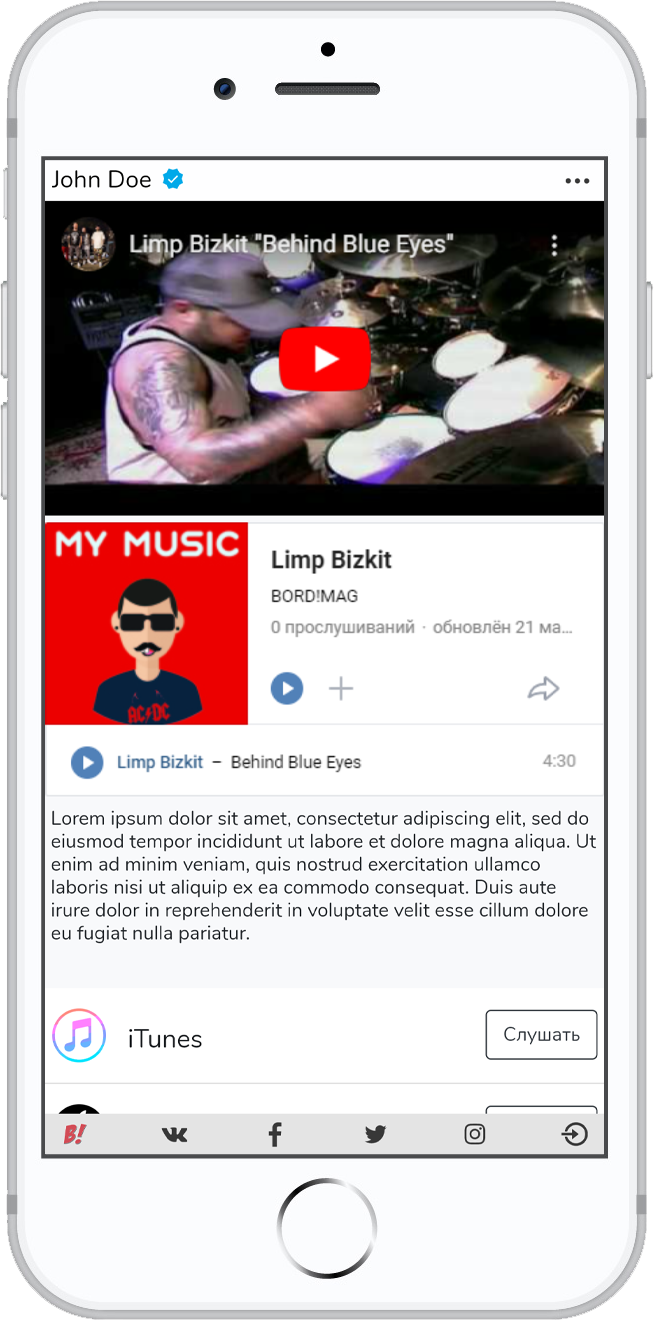 John Doe
Limp Bizkit "Behind Blue Eyes"
MY MUSIC
AC⚡DC
Limp Bizkit
BORD!MAG
0 прослушиваний · обновлён 21 ма...
Limp Bizkit – Behind Blue Eyes 4:30
Lorem ipsum dolor sit amet, consectetur adipiscing elit, sed do
eiusmod tempor incididunt ut labore et dolore magna aliqua. Ut
enim ad minim veniam, quis nostrud exercitation ullamco
laboris nisi ut aliquip ex ea commodo consequat. Duis aute
irure dolor in reprehenderit in voluptate velit esse cillum dolore
eu fugiat nulla pariatur.
iTunes Слушать
B!